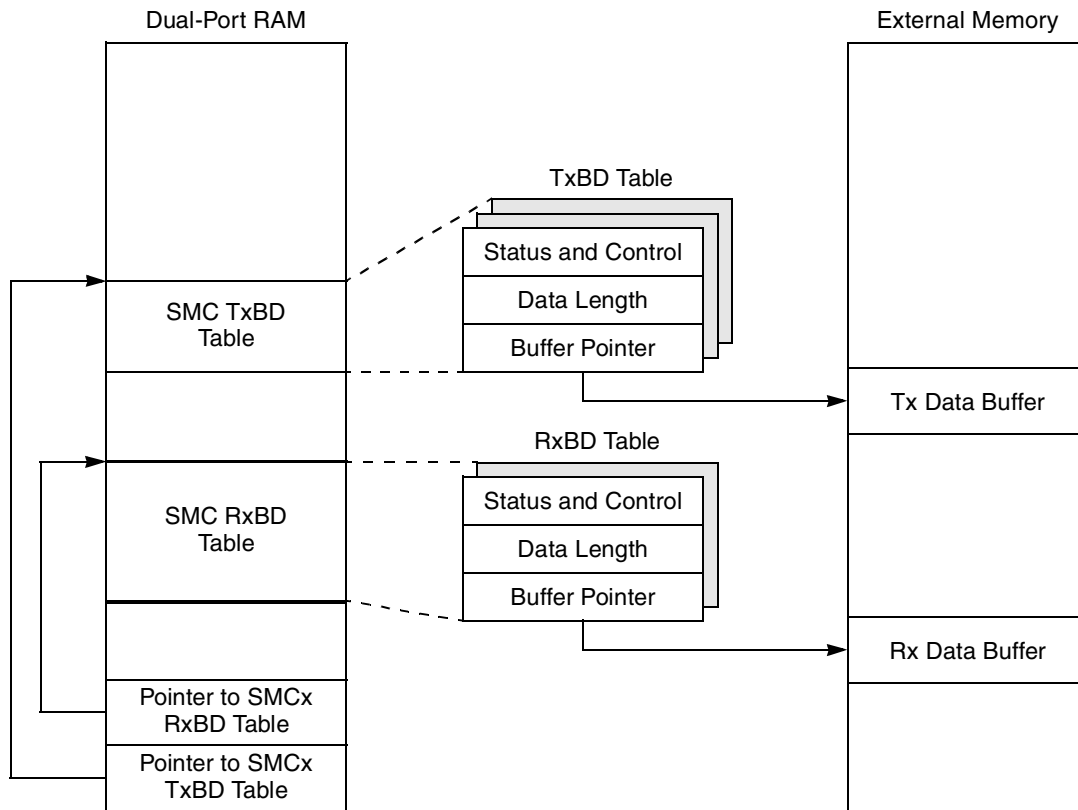 Dual-Port RAM
External Memory
TxBD Table
Status and Control
Data Length
Buffer Pointer
SMC TxBD
Table
Tx Data Buffer
RxBD Table
Status and Control
Data Length
Buffer Pointer
SMC RxBD
Table
Rx Data Buffer
Pointer to SMCx
RxBD Table
Pointer to SMCx
TxBD Table